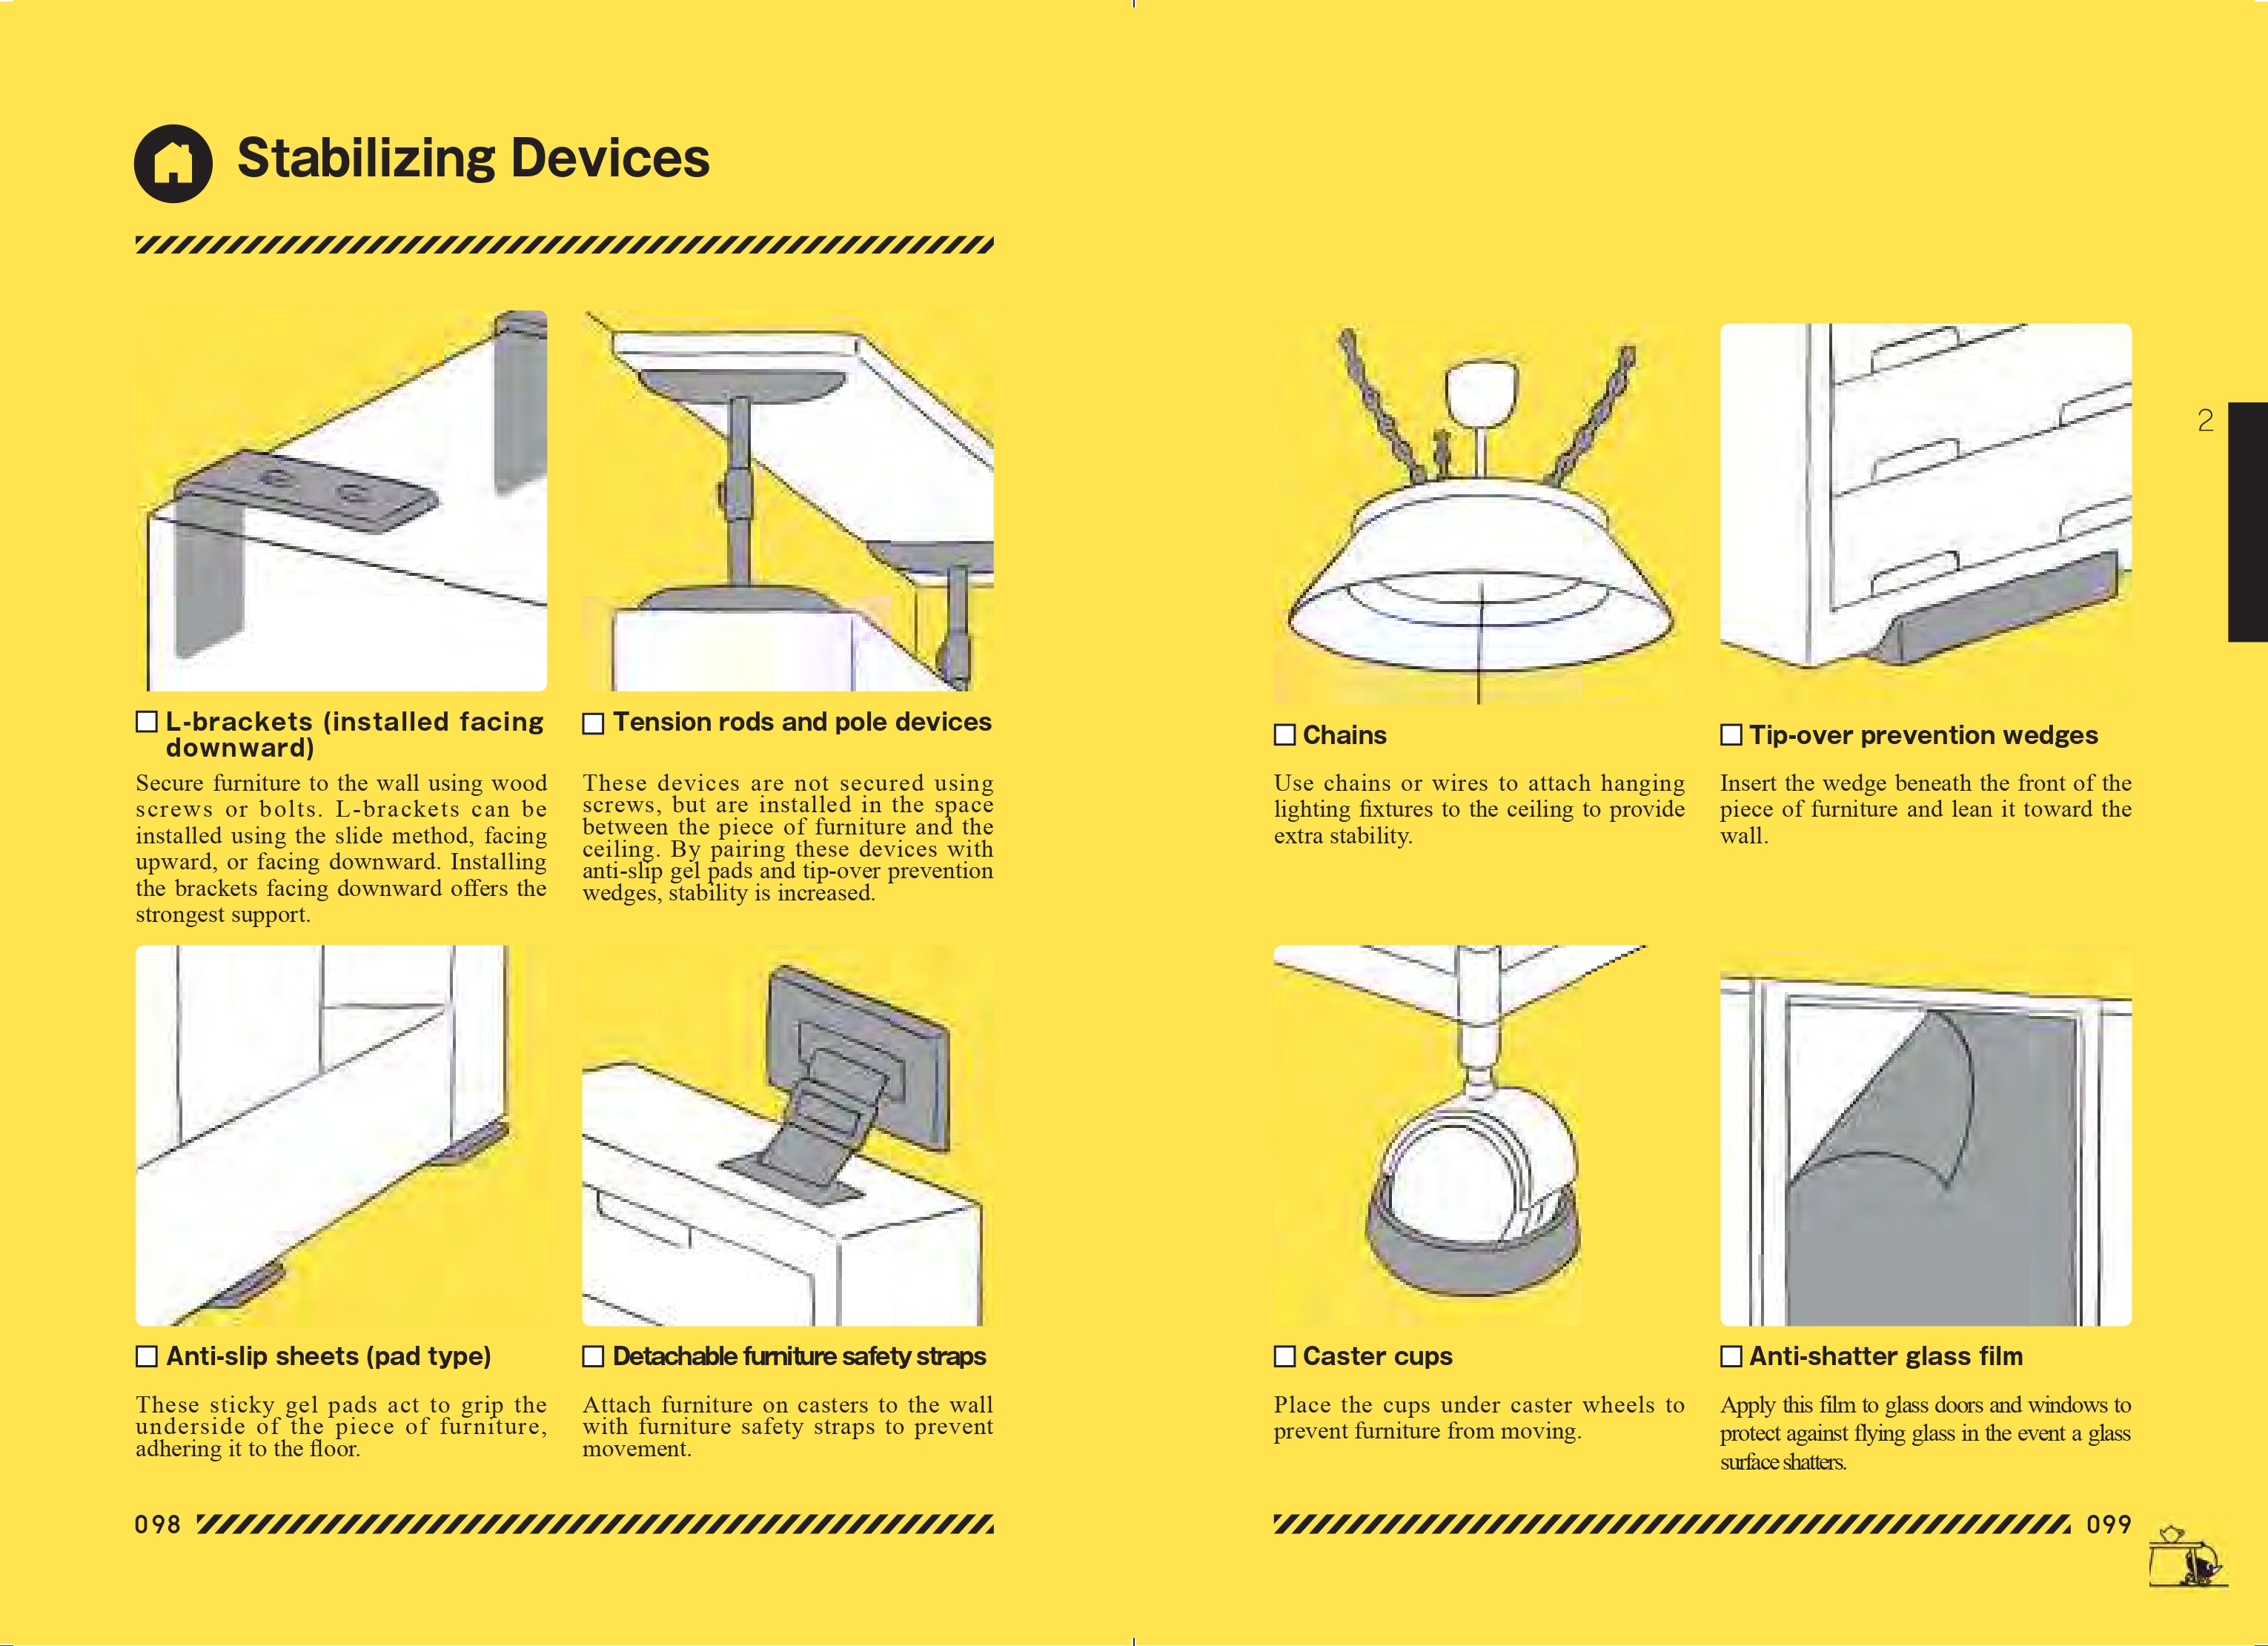 Stabilizing Devices
L-brackets (installed facing
downward)
Secure furniture to the wall using wood
screws or bolts. L-brackets can be
installed using the slide method, facing
upward, or facing downward. Installing
the brackets facing downward offers the
strongest support.
Tension rods and pole devices
These devices are not secured using
screws, but are installed in the space
between the piece of furniture and the
ceiling. By pairing these devices with
anti-slip gel pads and tip-over prevention
wedges, stability is increased.
Anti-slip sheets (pad type)
These sticky gel pads act to grip the
underside of the piece of furniture,
adhering it to the floor.
Detachable furniture safety straps
Attach furniture on casters to the wall
with furniture safety straps to prevent
movement.
098
Chains
Use chains or wires to attach hanging
lighting fixtures to the ceiling to provide
extra stability.
Tip-over prevention wedges
Insert the wedge beneath the front of the
piece of furniture and lean it toward the
wall.
2
Caster cups
Place the cups under caster wheels to
prevent furniture from moving.
Anti-shatter glass film
Apply this film to glass doors and windows to
protect against flying glass in the event a glass
surface shatters.
099